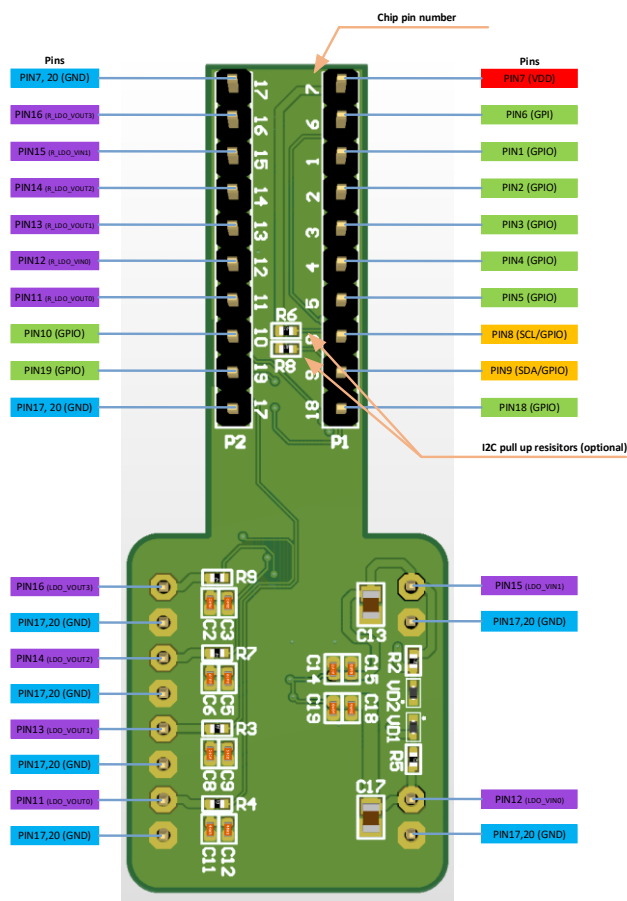 Chip pin number
Pins
Pins
PIN7, 20 (GND)
17
7
PIN7 (VDD)
PIN16 (R_LDO_VOUT3)
16
6
PIN6 (GPI)
PIN15 (R_LDO_VIN1)
15
1
PIN1 (GPIO)
PIN14 (R_LDO_VOUT2)
14
2
PIN2 (GPIO)
PIN13 (R_LDO_VOUT1)
13
3
PIN3 (GPIO)
PIN12 (R_LDO_VIN0)
12
4
PIN4 (GPIO)
PIN11 (R_LDO_VOUT0)
11
5
PIN5 (GPIO)
R6
PIN10 (GPIO)
10
8
PIN8 (SCL/GPIO)
R8
PIN19 (GPIO)
19
9
PIN9 (SDA/GPIO)
PIN17, 20 (GND)
17
18
PIN18 (GPIO)
P2
P1
I2C pull up resisitors (optional)
PIN16 (LDO_VOUT3)
R9
PIN15 (LDO_VIN1)
C2
C3
C13
PIN17,20 (GND)
PIN17,20 (GND)
PIN14 (LDO_VOUT2)
R7
C14
C15
R2
PIN17,20 (GND)
C6
C5
C19
C18
VD2
PIN13 (LDO_VOUT1)
R3
VD1
PIN17,20 (GND)
C8
C9
R5
PIN11 (LDO_VOUT0)
R4
C17
PIN12 (LDO_VIN0)
PIN17,20 (GND)
C11
C12
PIN17,20 (GND)